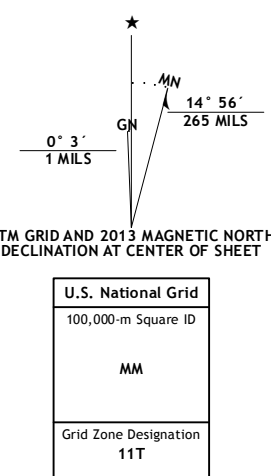 ★
MN
GN
14° 56´
265 MILS
0° 3´
1 MILS
TM GRID AND 2013 MAGNETIC NORTH
DECLINATION AT CENTER OF SHEET
U.S. National Grid
100,000-m Square ID
MM
Grid Zone Designation
11T